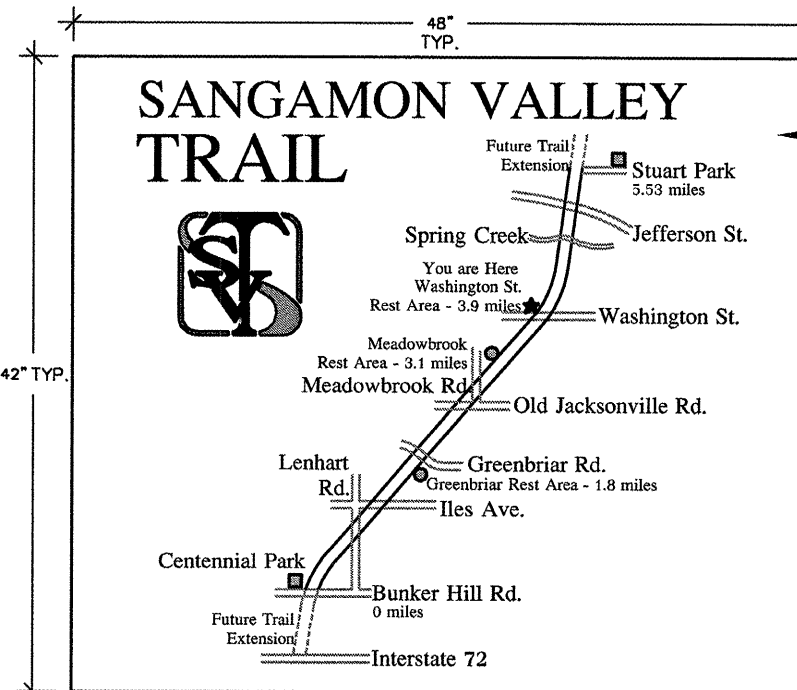 48"
TYP.
SANGAMON VALLEY
TRAIL
Future Trail
Extension
Stuart Park
5.53 miles
STV
Spring Creek
Jefferson St.
You are Here
Washington St.
Rest Area - 3.9 miles
Washington St.
42" TYP.
Meadowbrook
Rest Area - 3.1 miles
Meadowbrook Rd.
Old Jacksonville Rd.
Lenhart
Rd.
Greenbriar Rd.
Greenbriar Rest Area - 1.8 miles
Iles Ave.
Centennial Park
Bunker Hill Rd.
0 miles
Future Trail
Extension
Interstate 72